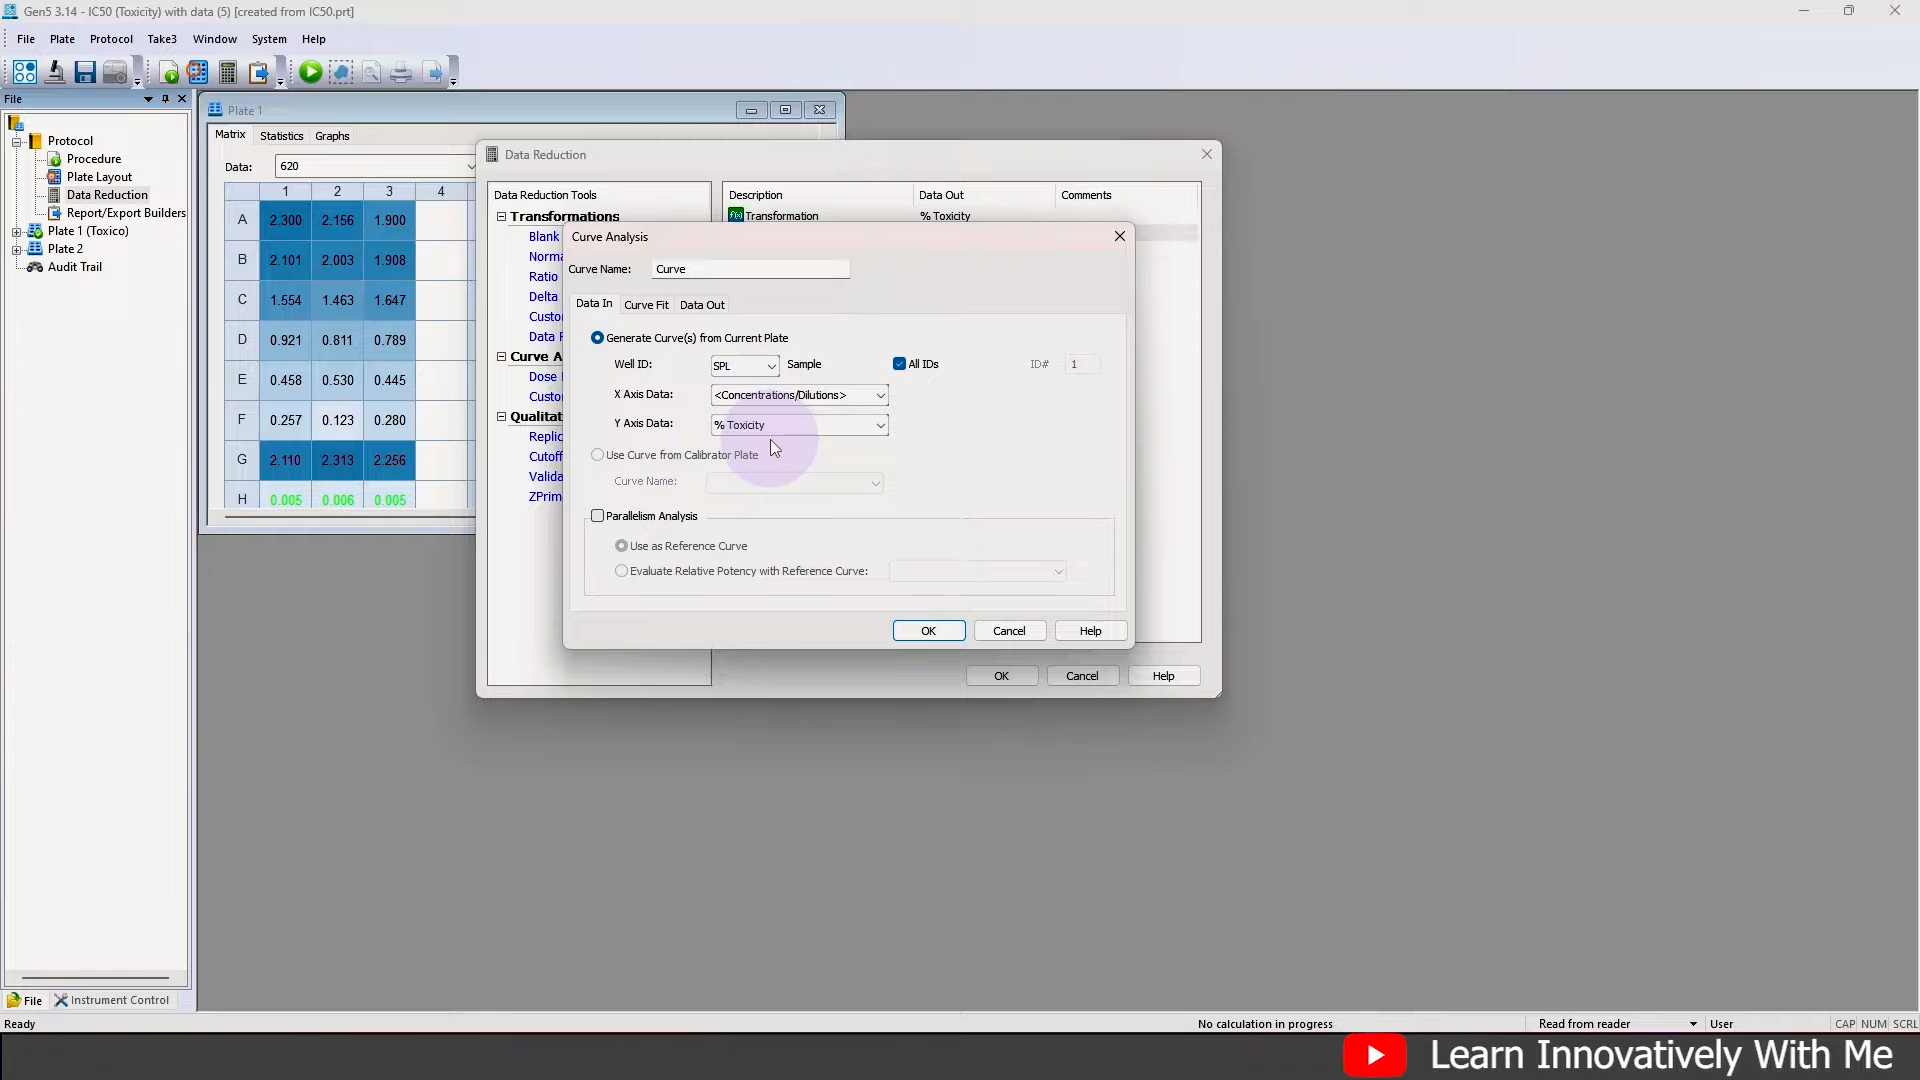 Gen5 3.14 - IC50 (Toxicity) with data (5) [created from IC50.prt]
File Plate Protocol Take3 Window System Help
File
Protocol
Procedure
Plate Layout
Data Reduction
Report/Export Builders
Plate 1 (Toxico)
Plate 2
Audit Trail
Plate 1
Matrix Statistics Graphs
Data: 620
1 2 3 4
A 2.300 2.156 1.900
B 2.101 2.003 1.908
C 1.554 1.463 1.647
D 0.921 0.811 0.789
E 0.458 0.530 0.445
F 0.257 0.123 0.280
G 2.110 2.313 2.256
H 0.005 0.006 0.005
Data Reduction
Data Reduction Tools
Transformations
Blank
Norma
Ratio
Delta
Custo
Data
Curve A
Dose
Custo
Qualitat
Replic
Cutoff
Valida
ZPrim
Description Data Out Comments
Transformation % Toxicity
Curve Analysis
Curve Name: Curve
Data In Curve Fit Data Out
Generate Curve(s) from Current Plate
Well ID: SPL Sample All IDs ID# 1
X Axis Data: <Concentrations/Dilutions>
Y Axis Data: % Toxicity
Use Curve from Calibrator Plate
Curve Name:
Parallelism Analysis
Use as Reference Curve
Evaluate Relative Potency with Reference Curve:
OK Cancel Help
OK Cancel Help
File Instrument Control
Ready No calculation in progress Read from reader User CAP NUM SCRL
Learn Innovatively With Me